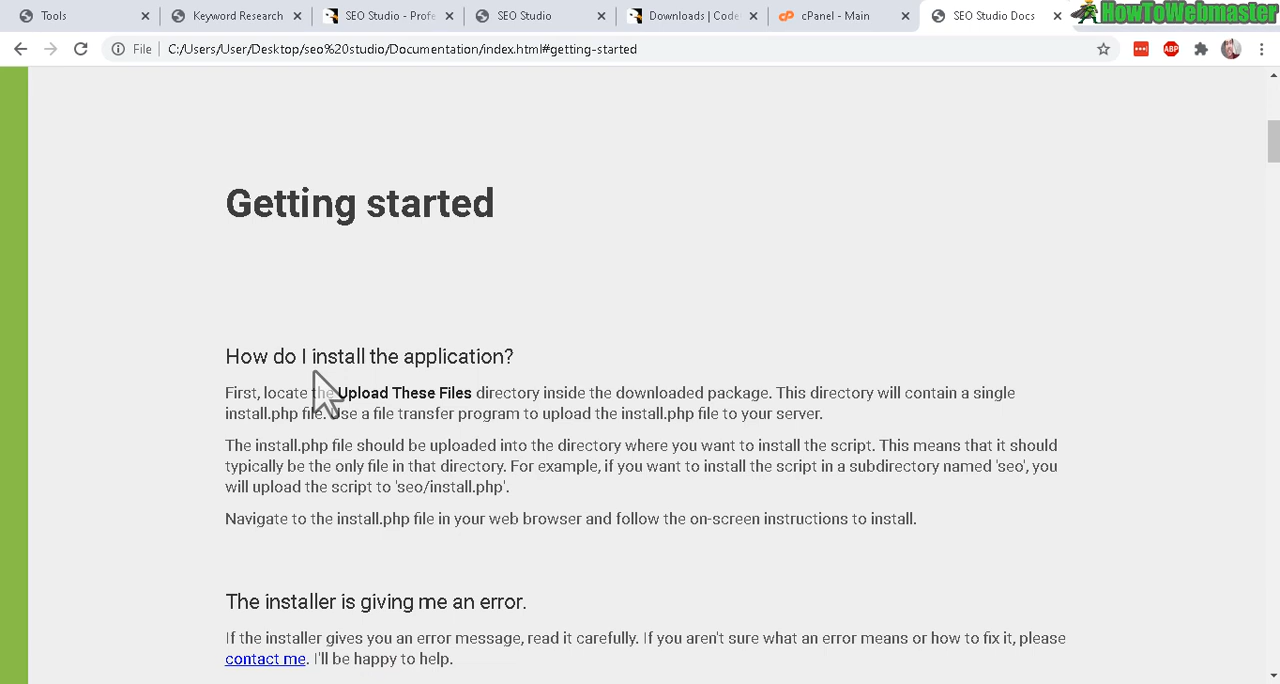 Tools
Keyword Research
SEO Studio - Profe
SEO Studio
Downloads | Code
cPanel - Main
SEO Studio Docs
HowToWebmaster
File
C:/Users/User/Desktop/seo%20studio/Documentation/index.html#getting-started
ABP
Getting started
How do I install the application?
First, locate the Upload These Files directory inside the downloaded package. This directory will contain a single
install.php file. Use a file transfer program to upload the install.php file to your server.
The install.php file should be uploaded into the directory where you want to install the script. This means that it should
typically be the only file in that directory. For example, if you want to install the script in a subdirectory named 'seo', you
will upload the script to 'seo/install.php'.
Navigate to the install.php file in your web browser and follow the on-screen instructions to install.
The installer is giving me an error.
If the installer gives you an error message, read it carefully. If you aren't sure what an error means or how to fix it, please
contact me. I'll be happy to help.